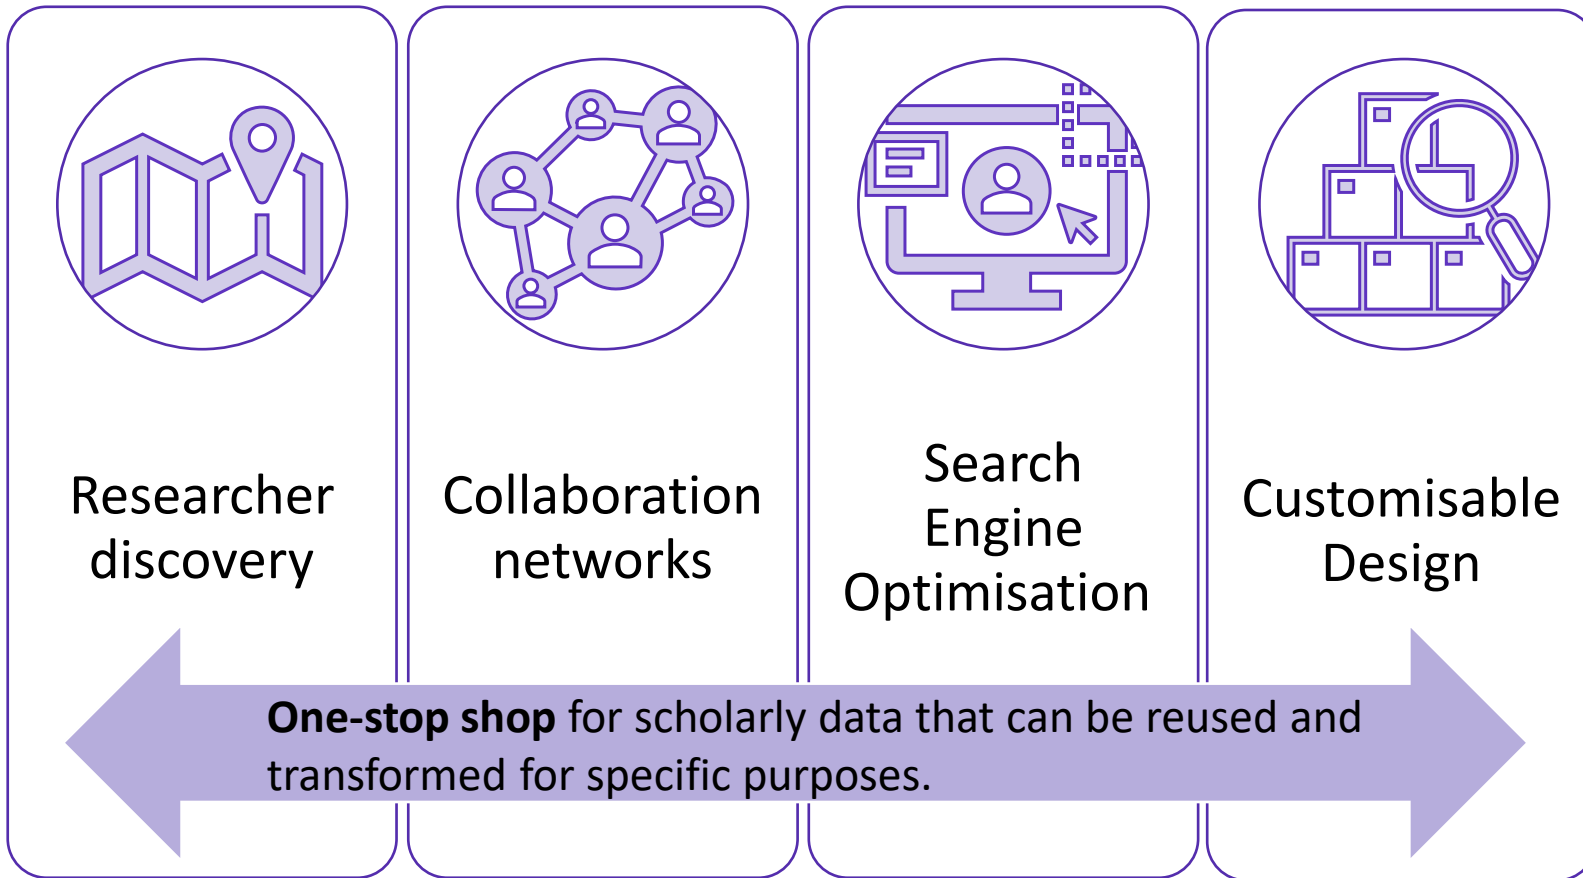 Researcher
discovery
Collaboration
networks
Search
Engine
Optimisation
Customisable
Design
One-stop shop for scholarly data that can be reused and
transformed for specific purposes.